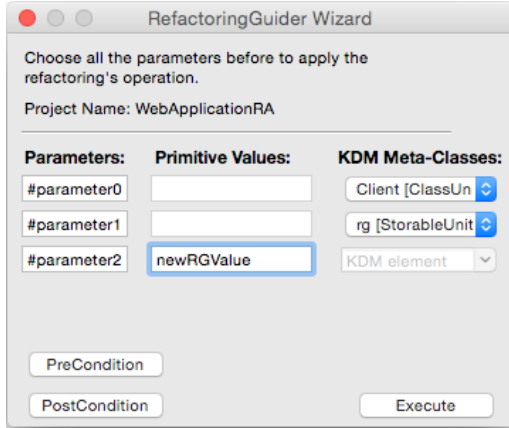 RefactoringGuider Wizard
Choose all the parameters before to apply the
refactoring's operation.
Project Name: WebApplicationRA
Parameters: Primitive Values: KDM Meta-Classes:
#parameter0 Client [ClassUn
#parameter1 rg [StorableUnit
#parameter2 newRGValue KDM element
PreCondition
PostCondition Execute